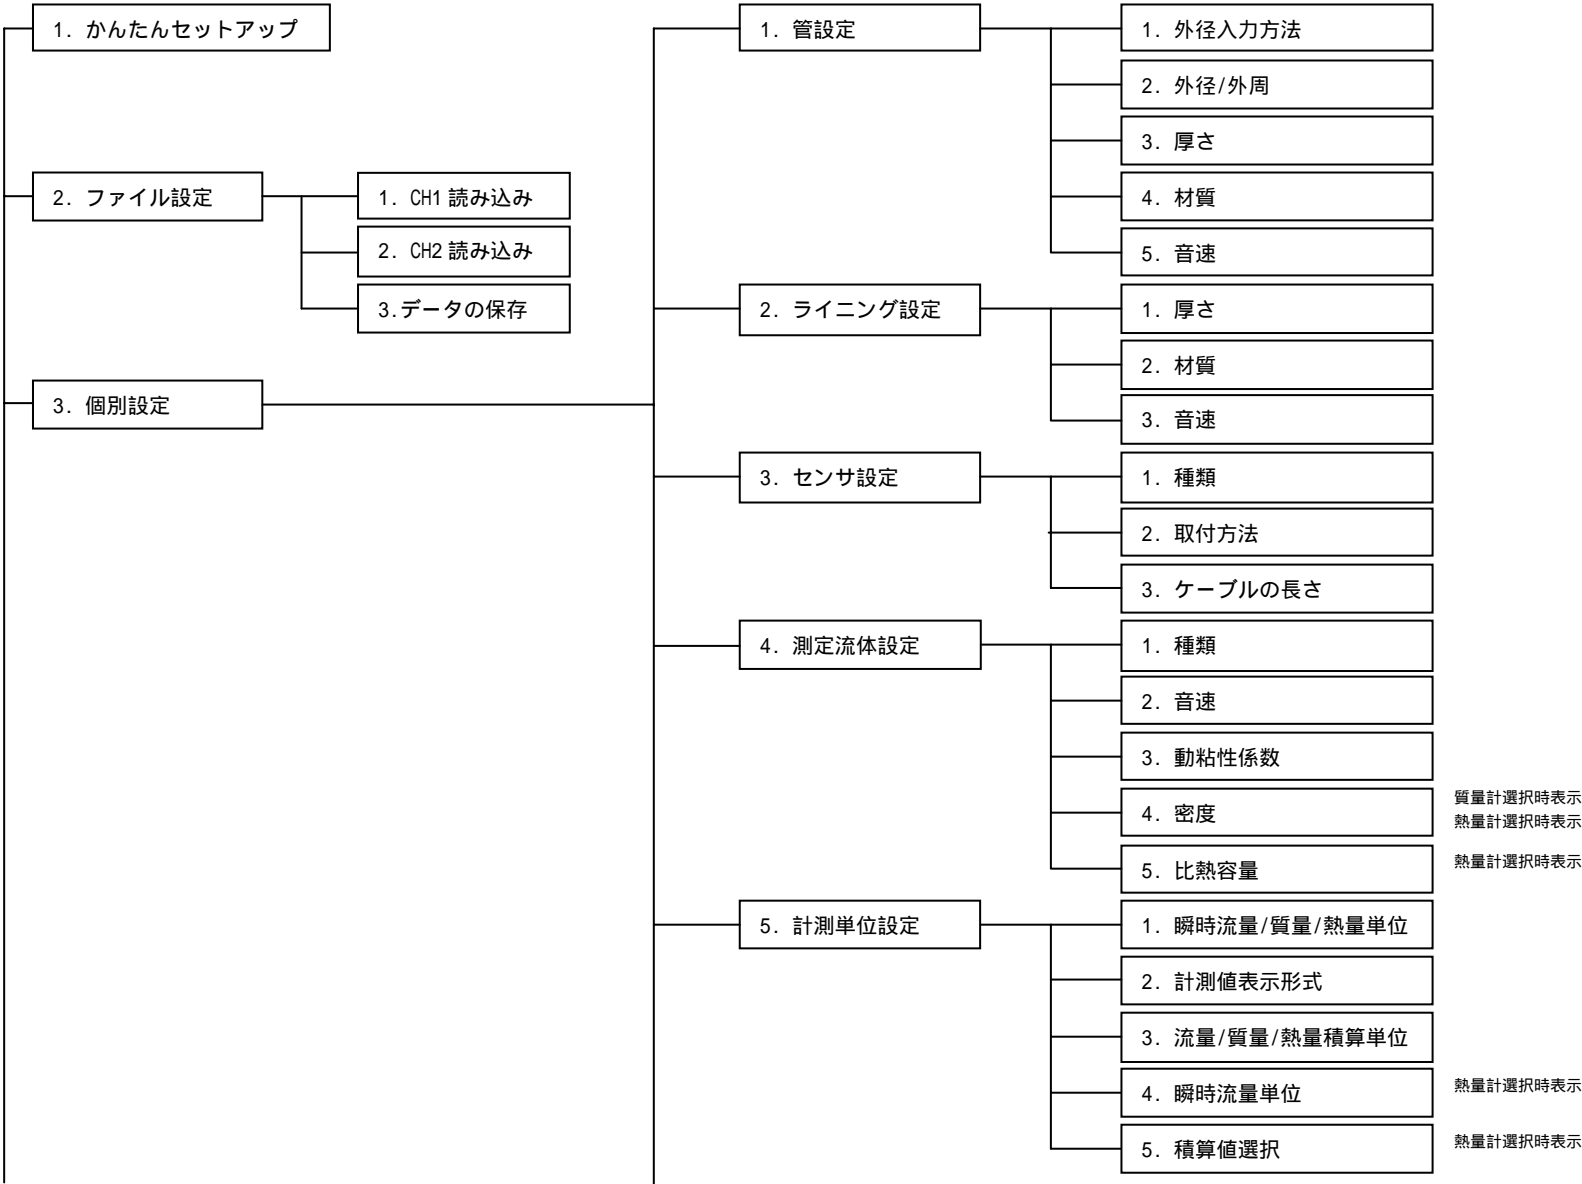 1. かんたんセットアップ
2. ファイル設定
1. CH1 読み込み
2. CH2 読み込み
3.データの保存
3. 個別設定
1. 管設定
1. 外径入力方法
2. 外径/外周
3. 厚さ
4. 材質
5. 音速
2. ライニング設定
1. 厚さ
2. 材質
3. 音速
3. センサ設定
1. 種類
2. 取付方法
3. ケーブルの長さ
4. 測定流体設定
1. 種類
2. 音速
3. 動粘性係数
4. 密度
質量計選択時表示
熱量計選択時表示
5. 比熱容量
熱量計選択時表示
5. 計測単位設定
1. 瞬時流量/質量/熱量単位
2. 計測値表示形式
3. 流量/質量/熱量積算単位
4. 瞬時流量単位
熱量計選択時表示
5. 積算値選択
熱量計選択時表示